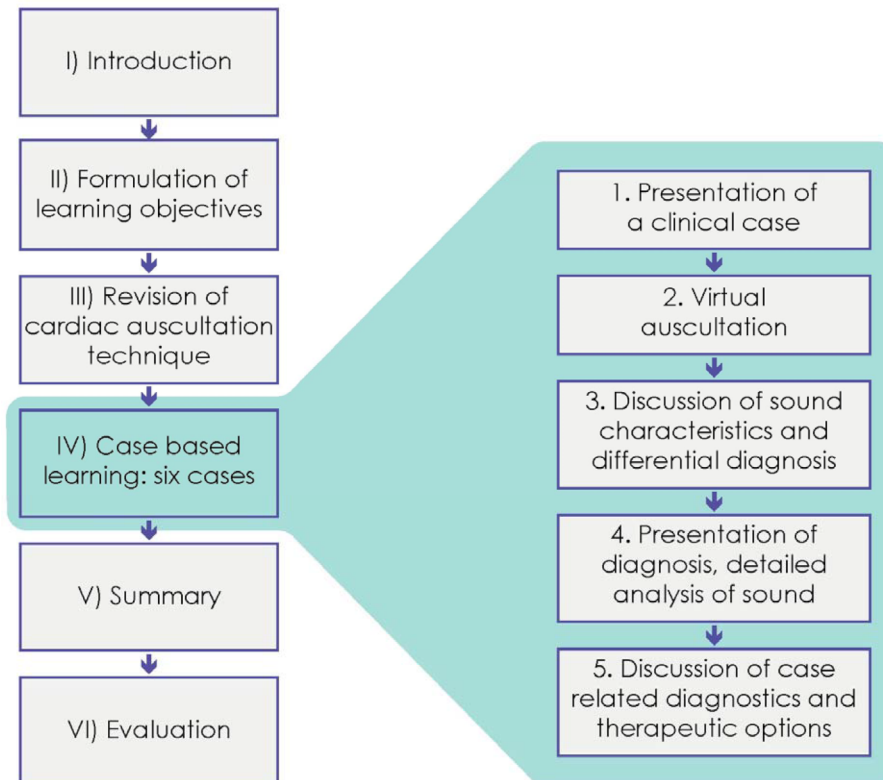 I) Introduction
II) Formulation of
learning objectives
III) Revision of
cardiac auscultation
technique
IV) Case based
learning: six cases
V) Summary
VI) Evaluation
1. Presentation of
a clinical case
2. Virtual
auscultation
3. Discussion of sound
characteristics and
differential diagnosis
4. Presentation of
diagnosis, detailed
analysis of sound
5. Discussion of case
related diagnostics and
therapeutic options